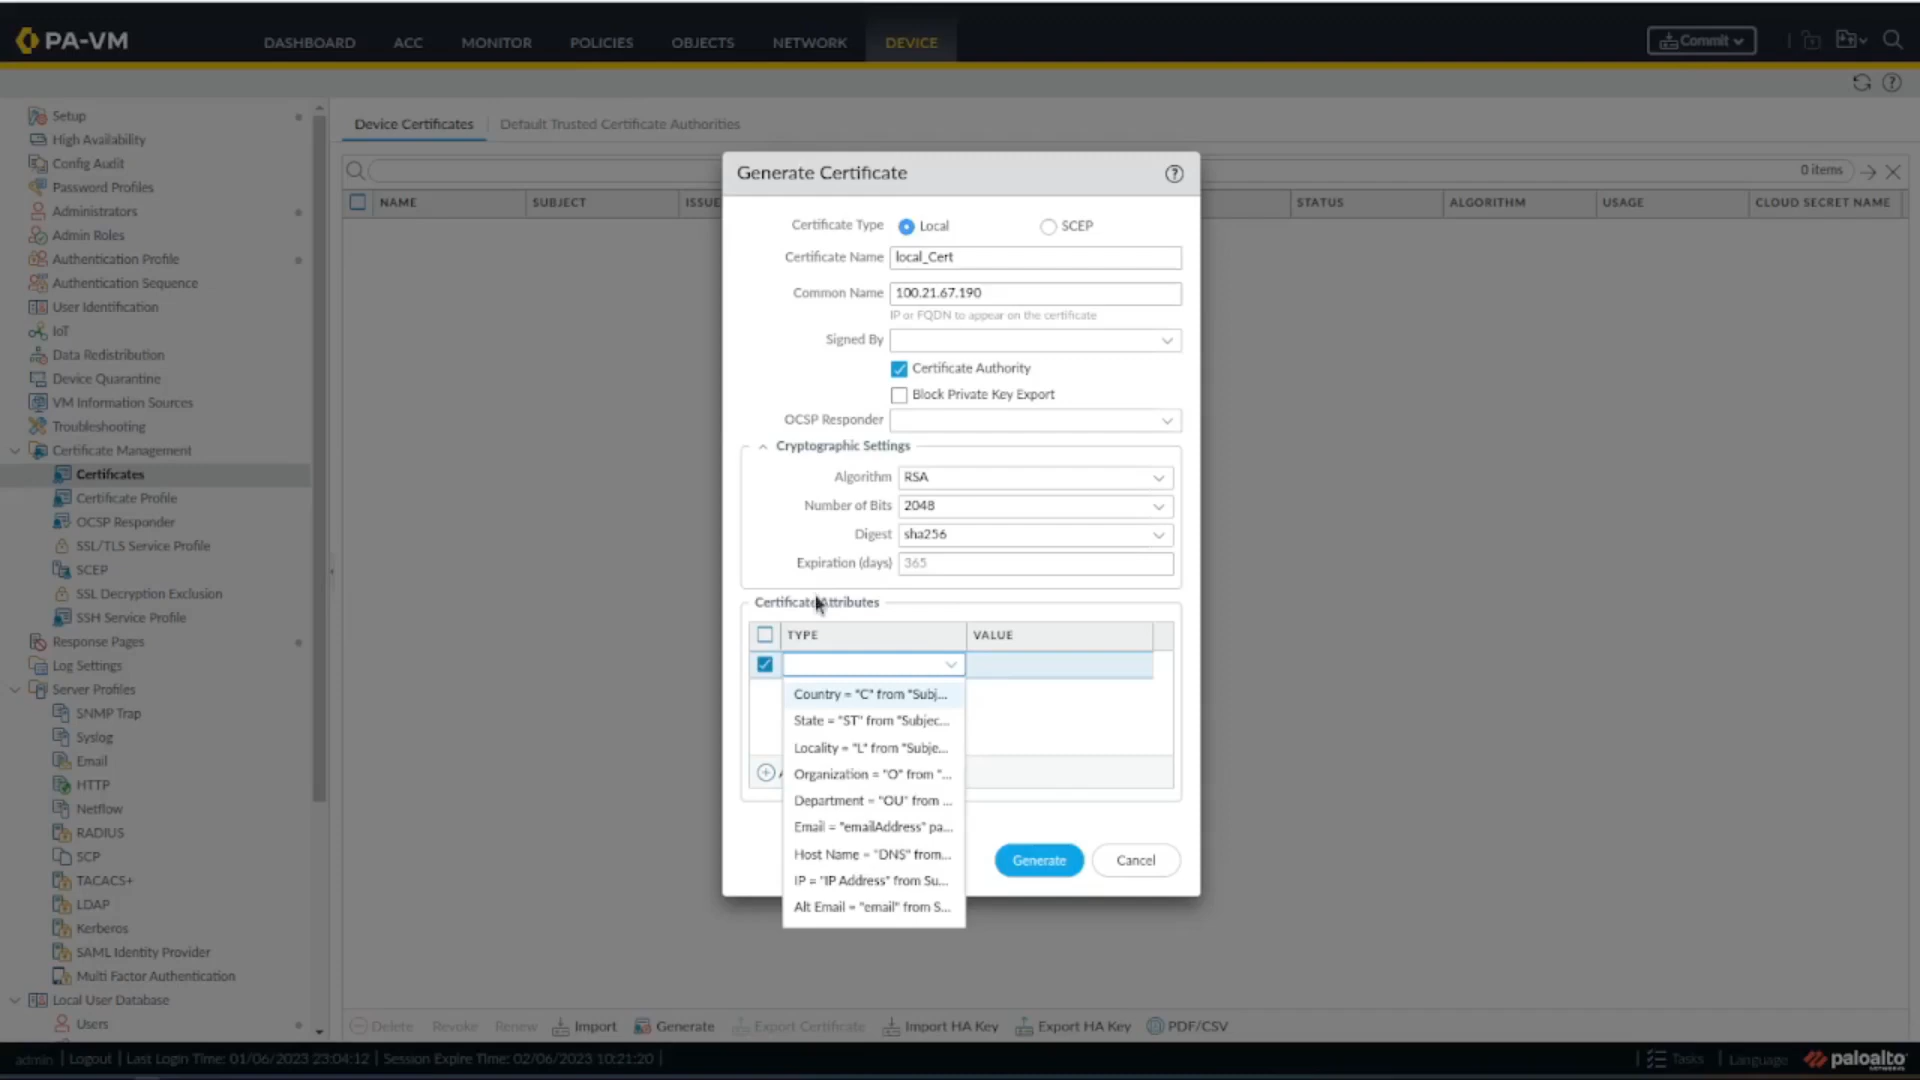 PA-VM
DASHBOARD ACC MONITOR POLICIES OBJECTS NETWORK DEVICE Commit
Setup
High Availability
Config Audit
Password Profiles
Administrators
Admin Roles
Authentication Profile
Authentication Sequence
User Identification
IoT
Data Redistribution
Device Quarantine
VM Information Sources
Troubleshooting
Certificate Management
Certificates
Certificate Profile
OCSP Responder
SSL/TLS Service Profile
SCEP
SSL Decryption Exclusion
SSH Service Profile
Response Pages
Log Settings
Server Profiles
SNMP Trap
Syslog
Email
HTTP
Netflow
RADIUS
SCP
TACACS+
LDAP
Kerberos
SAML Identity Provider
Multi Factor Authentication
Local User Database
Users
Device Certificates Default Trusted Certificate Authorities
0 items
NAME SUBJECT ISSUE STATUS ALGORITHM USAGE CLOUD SECRET NAME
Generate Certificate
Certificate Type Local SCEP
Certificate Name local_Cert
Common Name 100.21.67.190
IP or FQDN to appear on the certificate
Signed By
Certificate Authority
Block Private Key Export
OCSP Responder
Cryptographic Settings
Algorithm RSA
Number of Bits 2048
Digest sha256
Expiration (days) 365
Certificate Attributes
TYPE VALUE
Country = "C" from "Subj...
State = "ST" from "Subjec...
Locality = "L" from "Subje...
Organization = "O" from "...
Department = "OU" from ...
Email = "emailAddress" pa...
Host Name = "DNS" from...
IP = "IP Address" from Su...
Alt Email = "email" from S...
Generate Cancel
Delete Revoke Renew Import Generate Export Certificate Import HA Key Export HA Key PDF/CSV
admin | Logout | Last Login Time: 01/06/2023 23:04:12 | Session Expire Time: 02/06/2023 10:21:20 |
Tasks | Language paloalto
NETWORKS